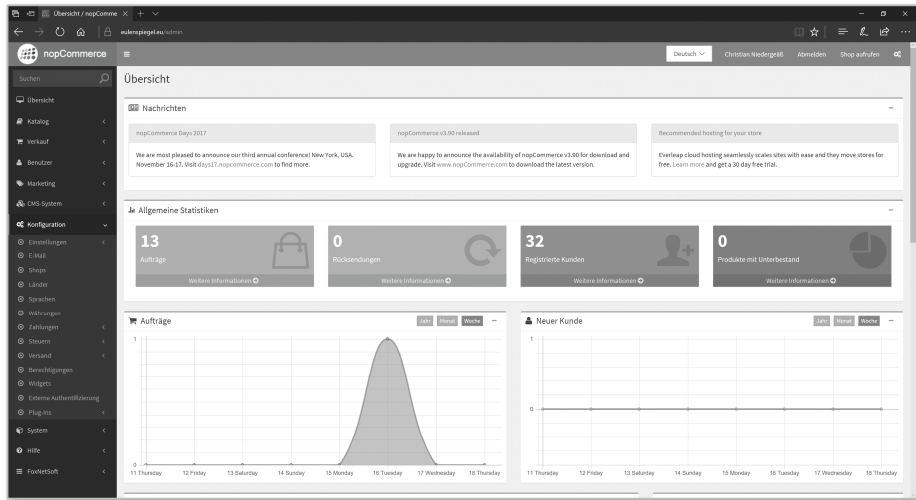 Übersicht / nopComme
eulenspiegel.eu/admin
nopCommerce
Deutsch
Christian Niedergeäß
Abmelden
Shop aufrufen
Suchen
Übersicht
Katalog
Verkauf
Benutzer
Marketing
CMS-System
Konfiguration
Einstellungen
E-Mail
Shops
Länder
Sprachen
Währungen
Zahlungen
Steuern
Versand
Berechtigungen
Widgets
Externe Authentifizierung
Plug-Ins
System
Hilfe
FoxNetSoft
Übersicht
Nachrichten
nopCommerce Days 2017
We are most pleased to announce our third annual conference! New York, USA,
November 16-17. Visit days17.nopcommerce.com to find more.
nopCommerce v3.90 released
We are happy to announce the availability of nopCommerce v3.90 for download and
upgrade. Visit www.nopCommerce.com to download the latest version.
Recommended hosting for your store
Everleap cloud hosting seamlessly scales sites with ease and they move stores for
free. Learn more and get a 30 day free trial.
Allgemeine Statistiken
13
Aufträge
Weitere Informationen
0
Rücksendungen
Weitere Informationen
32
Registrierte Kunden
Weitere Informationen
0
Produkte mit Unterbestand
Weitere Informationen
Aufträge
Jahr Monat Woche
1
0
11 Thursday 12 Friday 13 Saturday 14 Sunday 15 Monday 16 Tuesday 17 Wednesday 18 Thursday
Neuer Kunde
Jahr Monat Woche
1
0
11 Thursday 12 Friday 13 Saturday 14 Sunday 15 Monday 16 Tuesday 17 Wednesday 18 Thursday